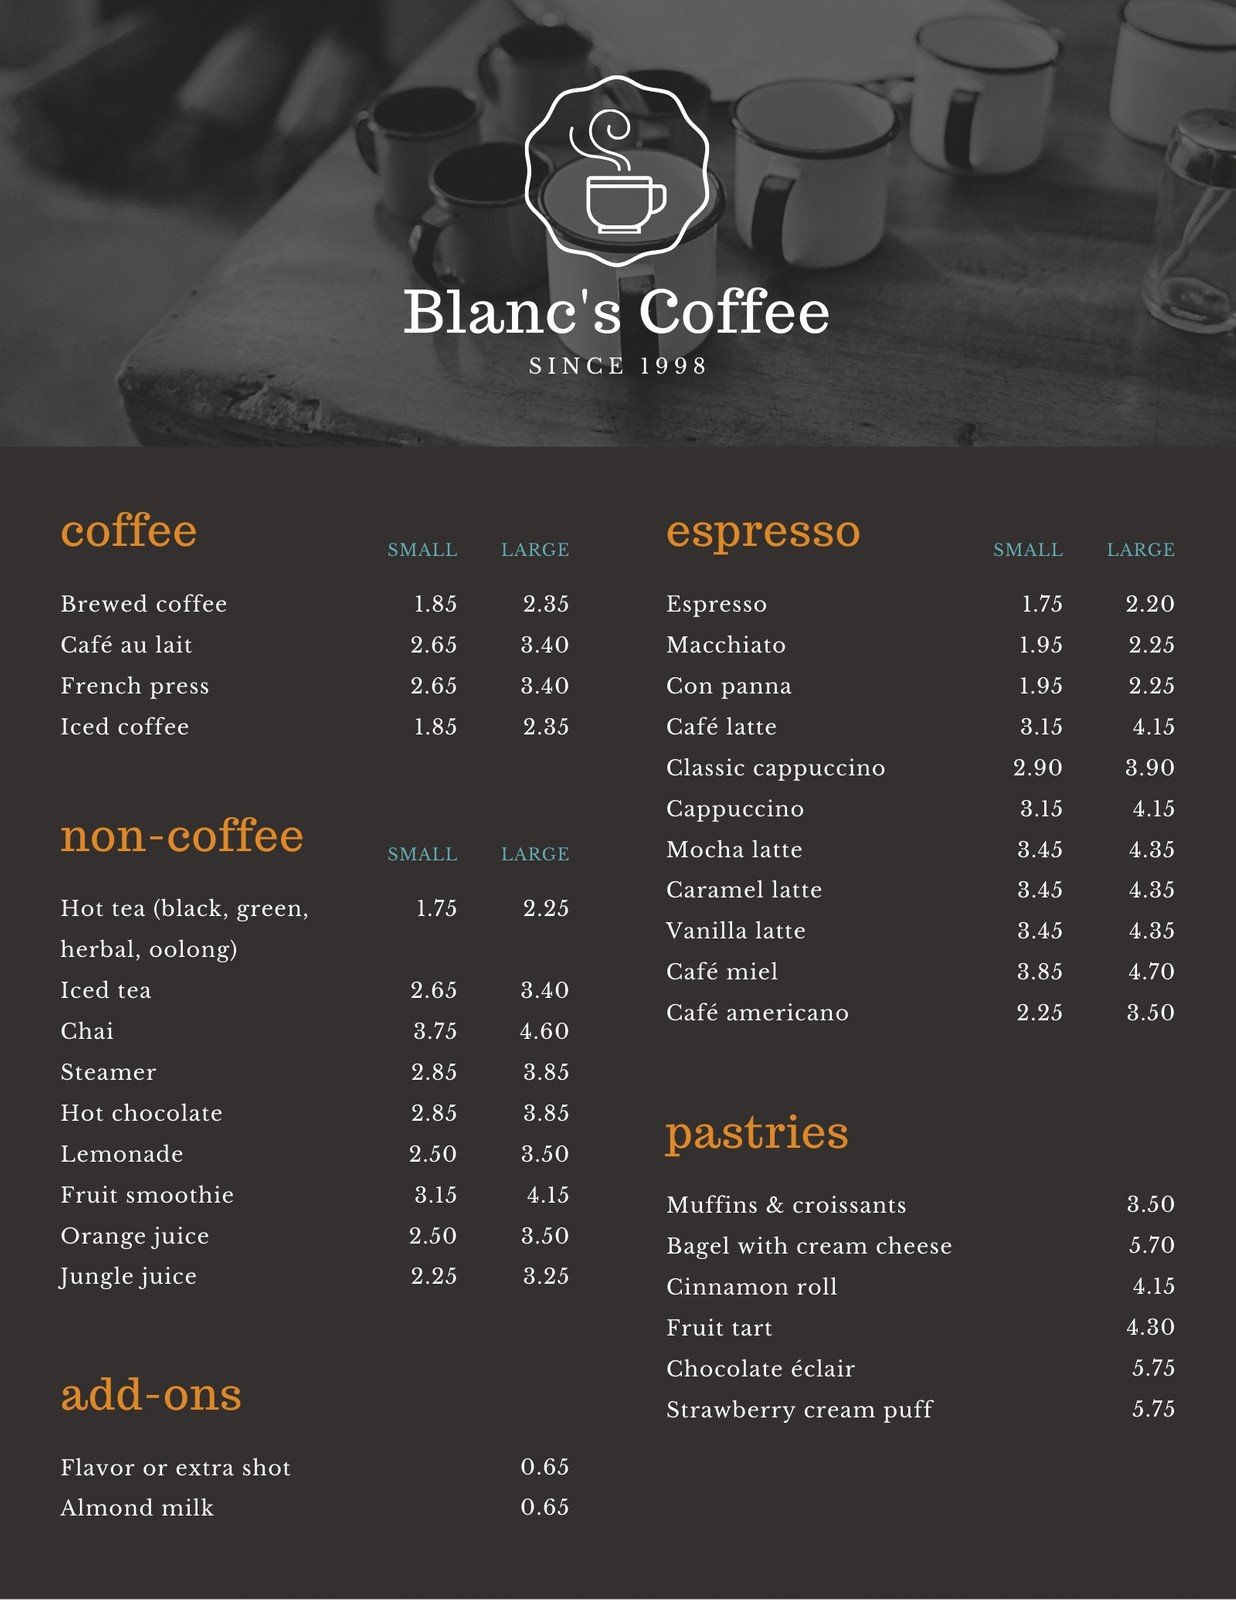 Blanc's Coffee
SINCE 1998
coffee SMALL LARGE
Brewed coffee 1.85 2.35
Café au lait 2.65 3.40
French press 2.65 3.40
Iced coffee 1.85 2.35
non-coffee SMALL LARGE
Hot tea (black, green, 1.75 2.25
herbal, oolong)
Iced tea 2.65 3.40
Chai 3.75 4.60
Steamer 2.85 3.85
Hot chocolate 2.85 3.85
Lemonade 2.50 3.50
Fruit smoothie 3.15 4.15
Orange juice 2.50 3.50
Jungle juice 2.25 3.25
add-ons
Flavor or extra shot 0.65
Almond milk 0.65
espresso SMALL LARGE
Espresso 1.75 2.20
Macchiato 1.95 2.25
Con panna 1.95 2.25
Café latte 3.15 4.15
Classic cappuccino 2.90 3.90
Cappuccino 3.15 4.15
Mocha latte 3.45 4.35
Caramel latte 3.45 4.35
Vanilla latte 3.45 4.35
Café miel 3.85 4.70
Café americano 2.25 3.50
pastries
Muffins & croissants 3.50
Bagel with cream cheese 5.70
Cinnamon roll 4.15
Fruit tart 4.30
Chocolate éclair 5.75
Strawberry cream puff 5.75